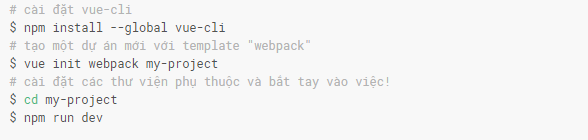 # cài đặt vue-cli
$ npm install --global vue-cli
# tạo một dự án mới với template "webpack"
$ vue init webpack my-project
# cài đặt các thư viện phụ thuộc và bắt tay vào việc!
$ cd my-project
$ npm run dev